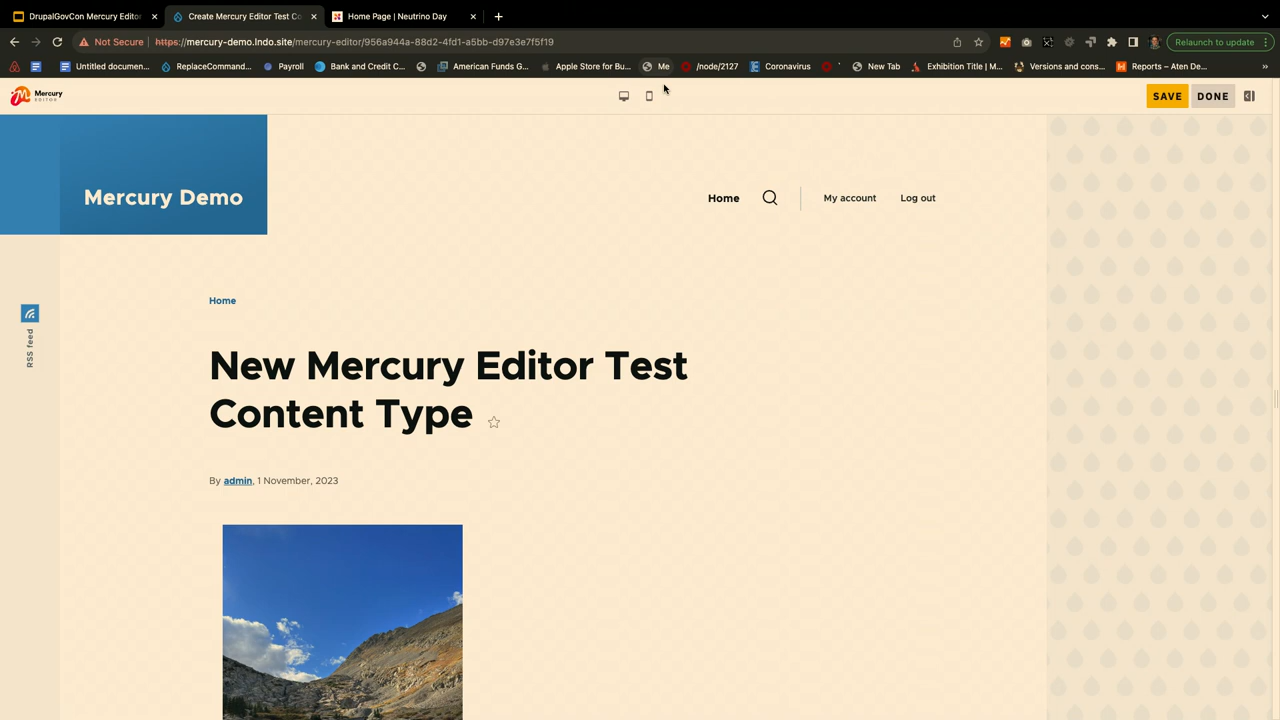 DrupalGovCon Mercury Editor
Create Mercury Editor Test Co
Home Page | Neutrino Day
Not Secure
https://mercury-demo.lndo.site/mercury-editor/956a944a-88d2-4fd1-a5bb-d97e3e7f5f19
Relaunch to update
Untitled documen...
ReplaceCommand...
Payroll
Bank and Credit C...
American Funds G...
Apple Store for Bu...
Me
/node/2127
Coronavirus
'
New Tab
Exhibition Title | M...
Versions and cons...
Reports – Aten De...
»
Mercury
EDITOR
SAVE
DONE
Mercury Demo
Home
My account
Log out
Home
RSS feed
New Mercury Editor Test
Content Type
By admin, 1 November, 2023